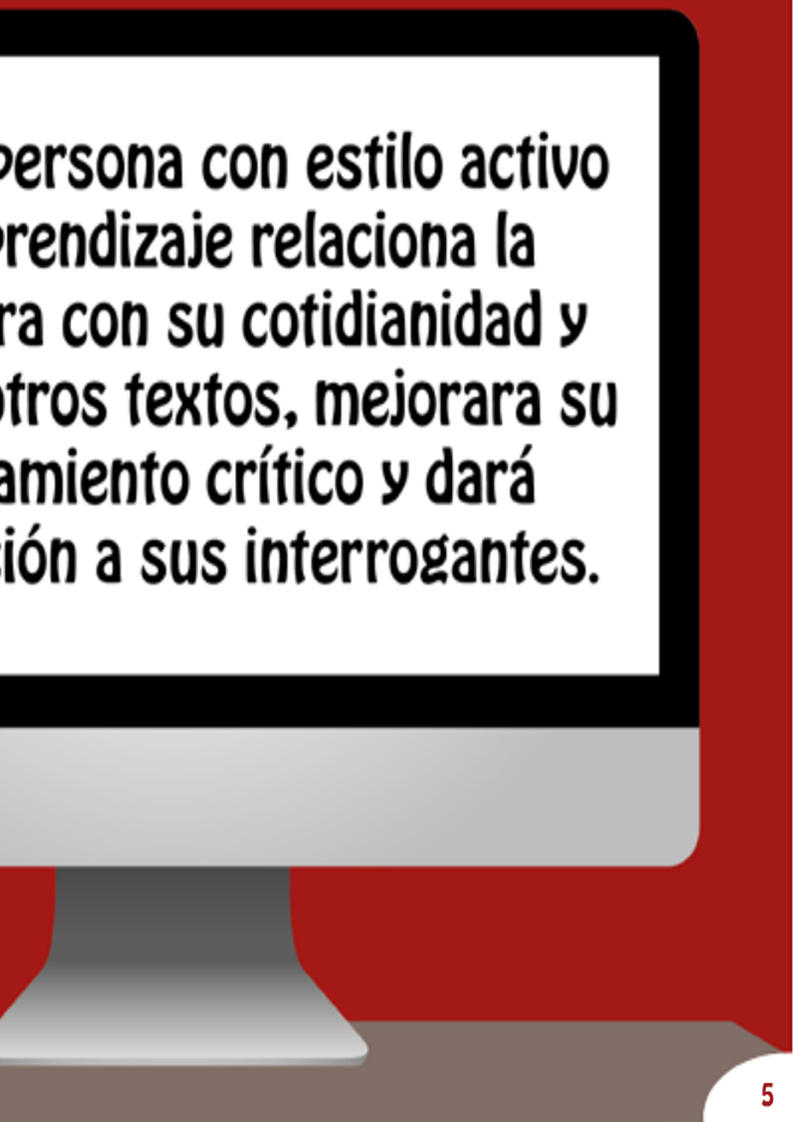 persona con estilo activo
prendizaje relaciona la
ra con su cotidianidad y
otros textos, mejorara su
amiento crítico y dará
ción a sus interrogantes.
5